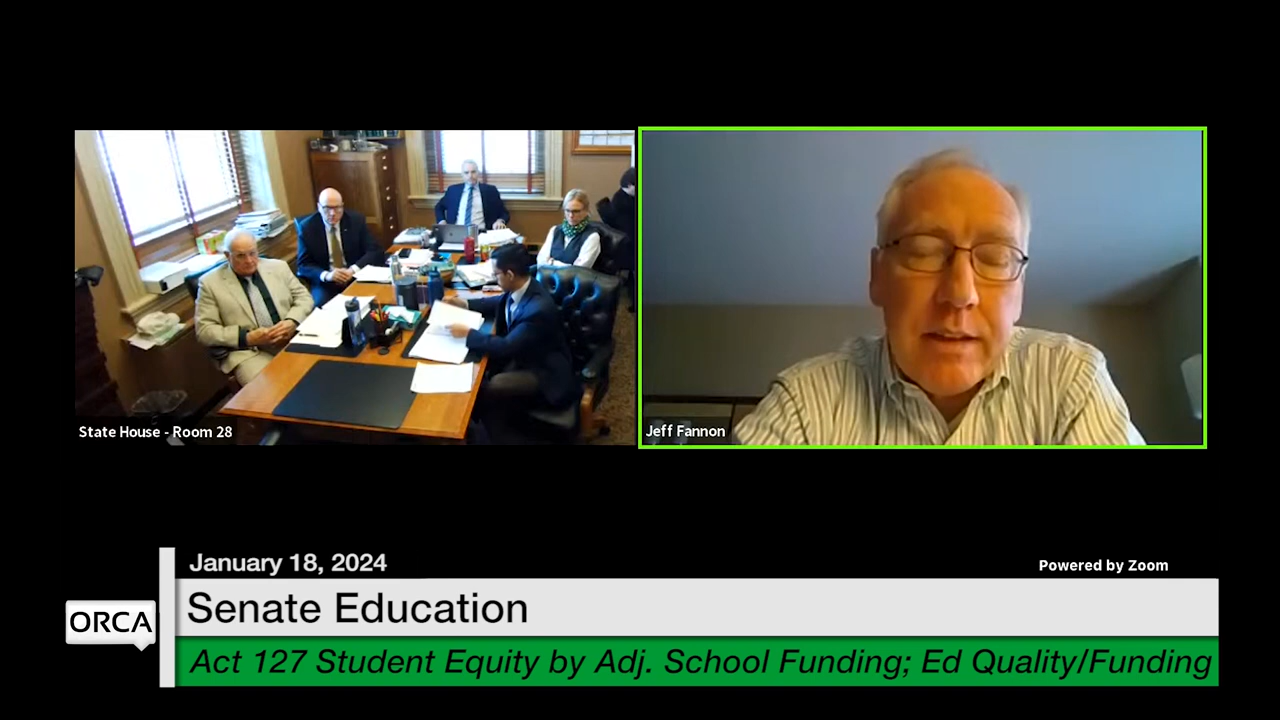 State House - Room 28
Jeff Fannon
January 18, 2024
Powered by Zoom
Senate Education
ORCA
Act 127 Student Equity by Adj. School Funding; Ed Quality/Funding